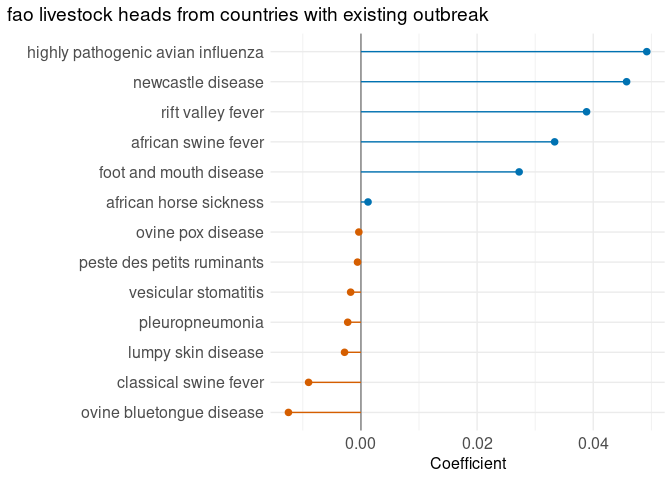 fao livestock heads from countries with existing outbreak
highly pathogenic avian influenza
newcastle disease
rift valley fever
african swine fever
foot and mouth disease
african horse sickness
ovine pox disease
peste des petits ruminants
vesicular stomatitis
pleuropneumonia
lumpy skin disease
classical swine fever
ovine bluetongue disease
0.00 0.02 0.04
Coefficient